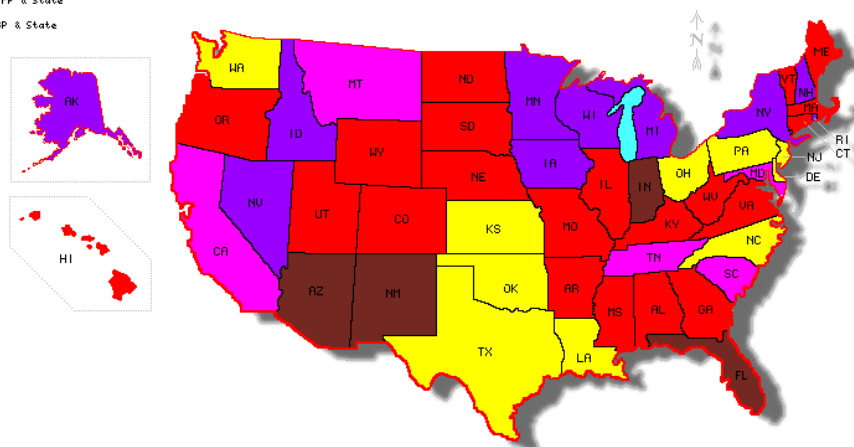 & State
SP & State
N
AK
HI
WA
OR
CA
NV
ID
MT
WY
UT
CO
AZ
NM
ND
SD
NE
KS
OK
TX
MN
IA
MO
AR
LA
WI
MI
IL
IN
OH
KY
TN
MS
AL
GA
FL
SC
NC
VA
WV
MD
PA
NY
VT
NH
ME
MA
RI
CT
NJ
DE